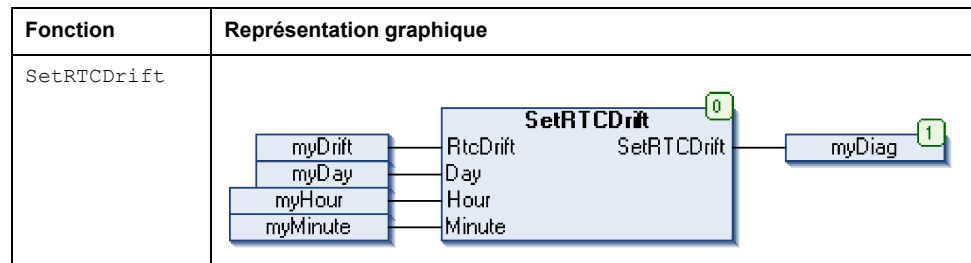 Fonction Représentation graphique
SetRTCDrift
0
SetRTCDrift
1
myDrift RtcDrift SetRTCDrift myDiag
myDay Day
myHour Hour
myMinute Minute